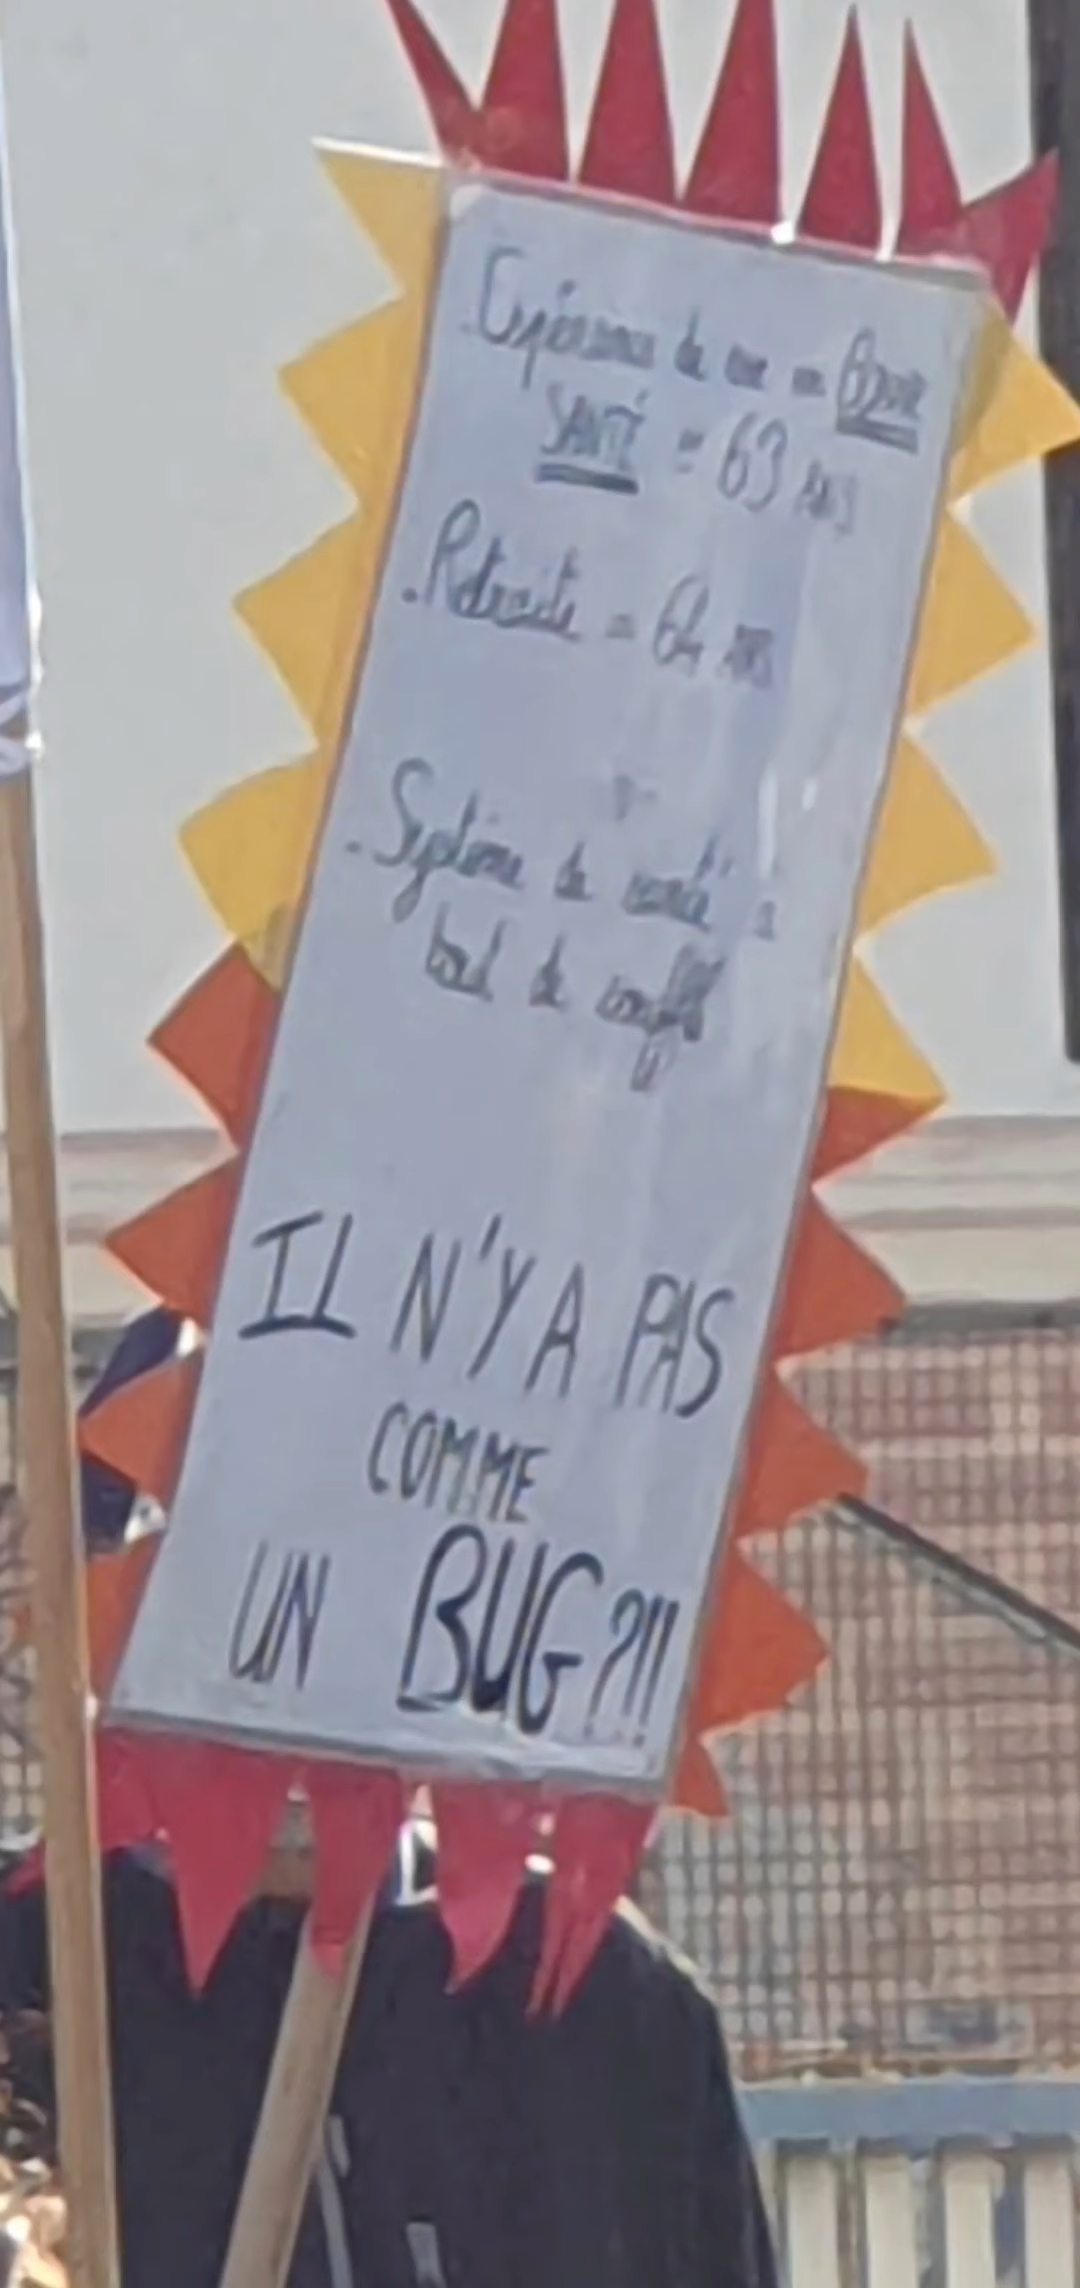 . Espérance de vie en Bonne
SANTÉ = 63 ANS
. Retraite = 64 ANS
. Système de santé à
bout de souffle
IL N'Y A PAS
COMME
UN BUG?!!